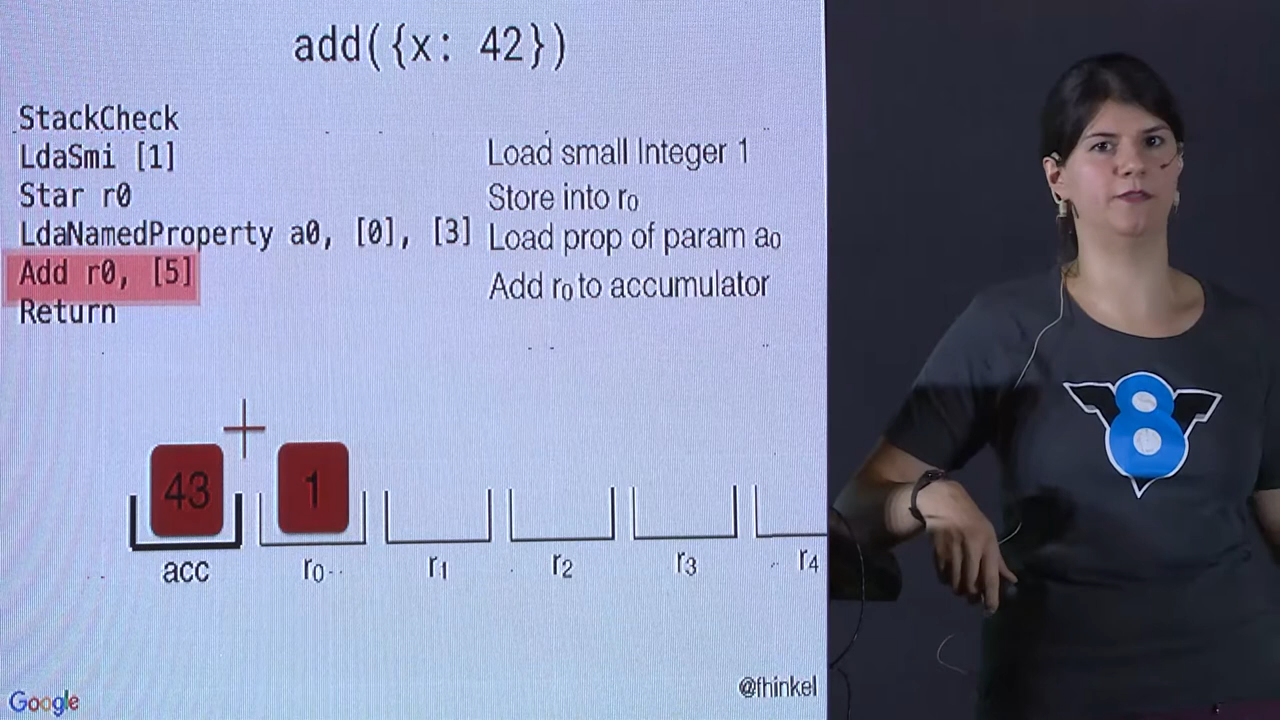 add({x: 42})
StackCheck
LdaSmi [1]
Load small Integer 1
Star r0
Store into r0
LdaNamedProperty a0, [0], [3]
Load prop of param a0
Add r0, [5]
Add r0 to accumulator
Return
+
43
1
acc
r0
r1
r2
r3
r4
8
Google
@fhinkel